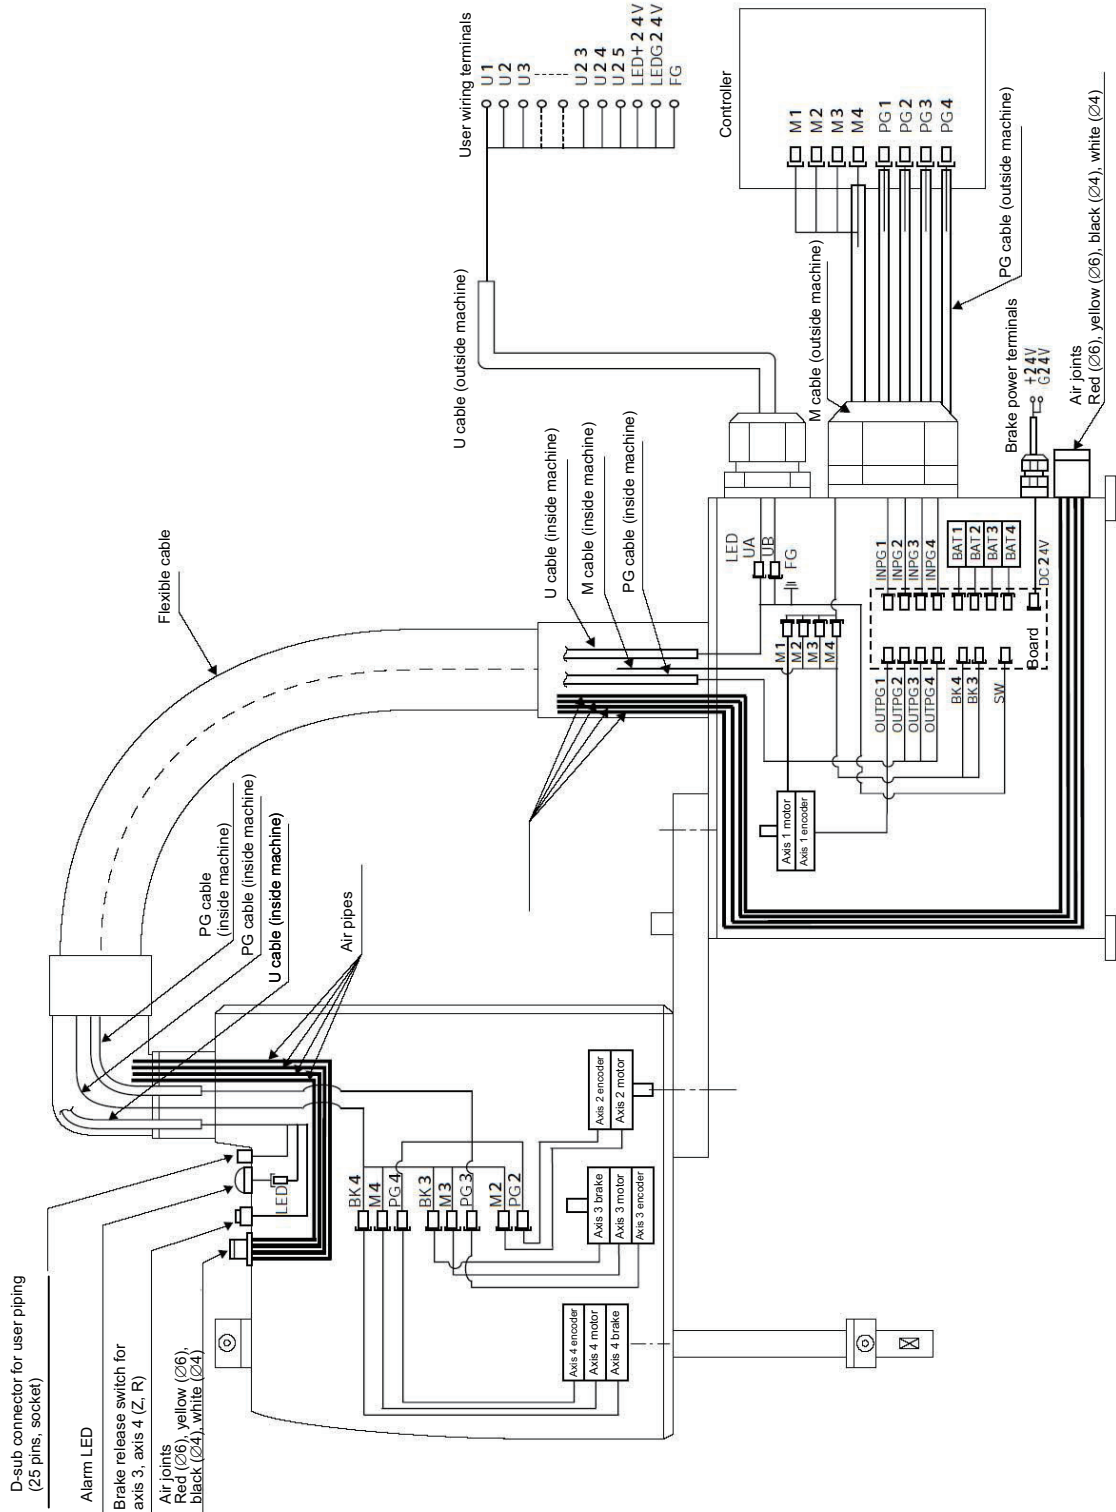 D-sub connector for user piping
(25 pins, socket)
Alarm LED
Brake release switch for
axis 3, axis 4 (Z, R)
Air joints
Red (∅6), yellow (∅6),
black (∅4), white (∅4)
PG cable
(inside machine)
PG cable (inside machine)
U cable (inside machine)
Air pipes
Flexible cable
LED
BK4
M4
PG4
BK3
M3
PG3
M2
PG2
Axis 2 encoder
Axis 2 motor
Axis 3 brake
Axis 3 motor
Axis 3 encoder
Axis 4 encoder
Axis 4 motor
Axis 4 brake
U cable (inside machine)
M cable (inside machine)
PG cable (inside machine)
Axis 1 motor
Axis 1 encoder
LED
UA
UB
FG
M1
M2
M3
M4
OUTPG1
OUTPG2
OUTPG3
OUTPG4
BK4
BK3
SW
Board
INPG1
INPG2
INPG3
INPG4
BAT1
BAT2
BAT3
BAT4
DC24V
U cable (outside machine)
User wiring terminals
U1
U2
U3
U23
U24
U25
LED+24V
LEDG24V
FG
Controller
M1
M2
M3
M4
PG1
PG2
PG3
PG4
M cable (outside machine)
PG cable (outside machine)
Brake power terminals
+24V
G24V
Air joints
Red (∅6), yellow (∅6), black (∅4), white (∅4)